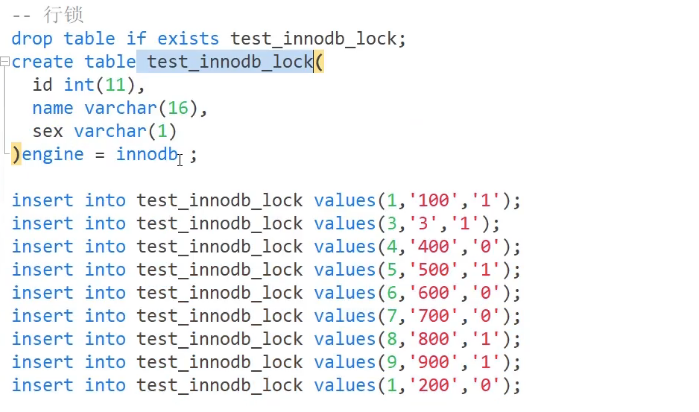 -- 行锁
drop table if exists test_innodb_lock;
create table test_innodb_lock(
id int(11),
name varchar(16),
sex varchar(1)
)engine = innodb ;
insert into test_innodb_lock values(1,'100','1');
insert into test_innodb_lock values(3,'3','1');
insert into test_innodb_lock values(4,'400','0');
insert into test_innodb_lock values(5,'500','1');
insert into test_innodb_lock values(6,'600','0');
insert into test_innodb_lock values(7,'700','0');
insert into test_innodb_lock values(8,'800','1');
insert into test_innodb_lock values(9,'900','1');
insert into test_innodb_lock values(1,'200','0');